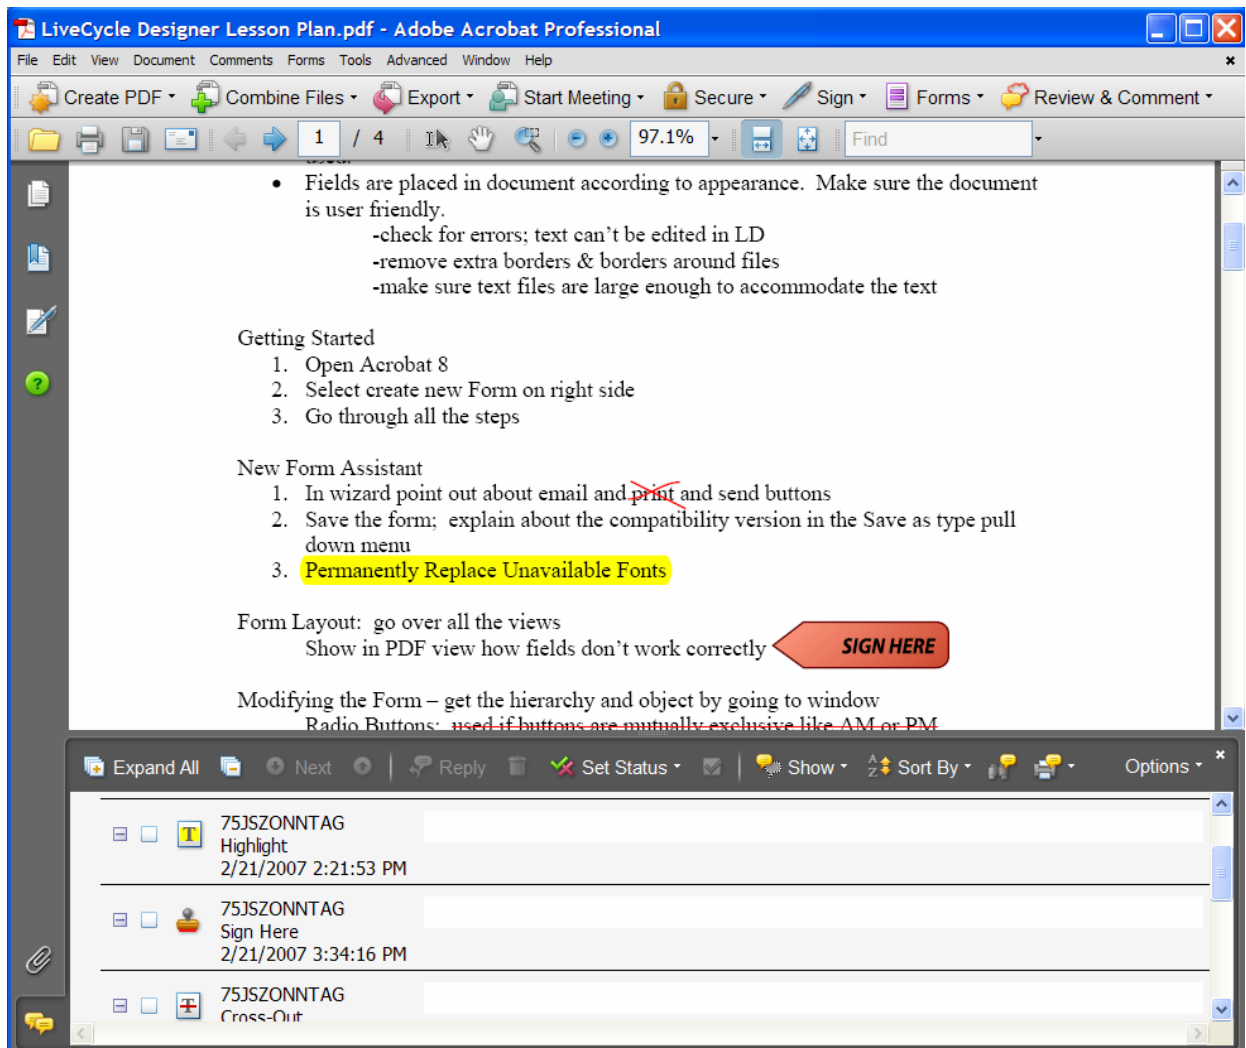 LiveCycle Designer Lesson Plan.pdf - Adobe Acrobat Professional
File Edit View Document Comments Forms Tools Advanced Window Help
Create PDF Combine Files Export Start Meeting Secure Sign Forms Review & Comment
1 / 4 97.1% Find
• Fields are placed in document according to appearance. Make sure the document
is user friendly.
-check for errors; text can't be edited in LD
-remove extra borders & borders around files
-make sure text files are large enough to accommodate the text
Getting Started
1. Open Acrobat 8
2. Select create new Form on right side
3. Go through all the steps
New Form Assistant
1. In wizard point out about email and print and send buttons
2. Save the form; explain about the compatibility version in the Save as type pull
down menu
3. Permanently Replace Unavailable Fonts
Form Layout: go over all the views
Show in PDF view how fields don't work correctly
SIGN HERE
Modifying the Form – get the hierarchy and object by going to window
Radio Buttons: used if buttons are mutually exclusive like AM or PM
Expand All Next Reply Set Status Show Sort By Options
75JSZONNTAG
Highlight
2/21/2007 2:21:53 PM
75JSZONNTAG
Sign Here
2/21/2007 3:34:16 PM
75JSZONNTAG
Cross-Out